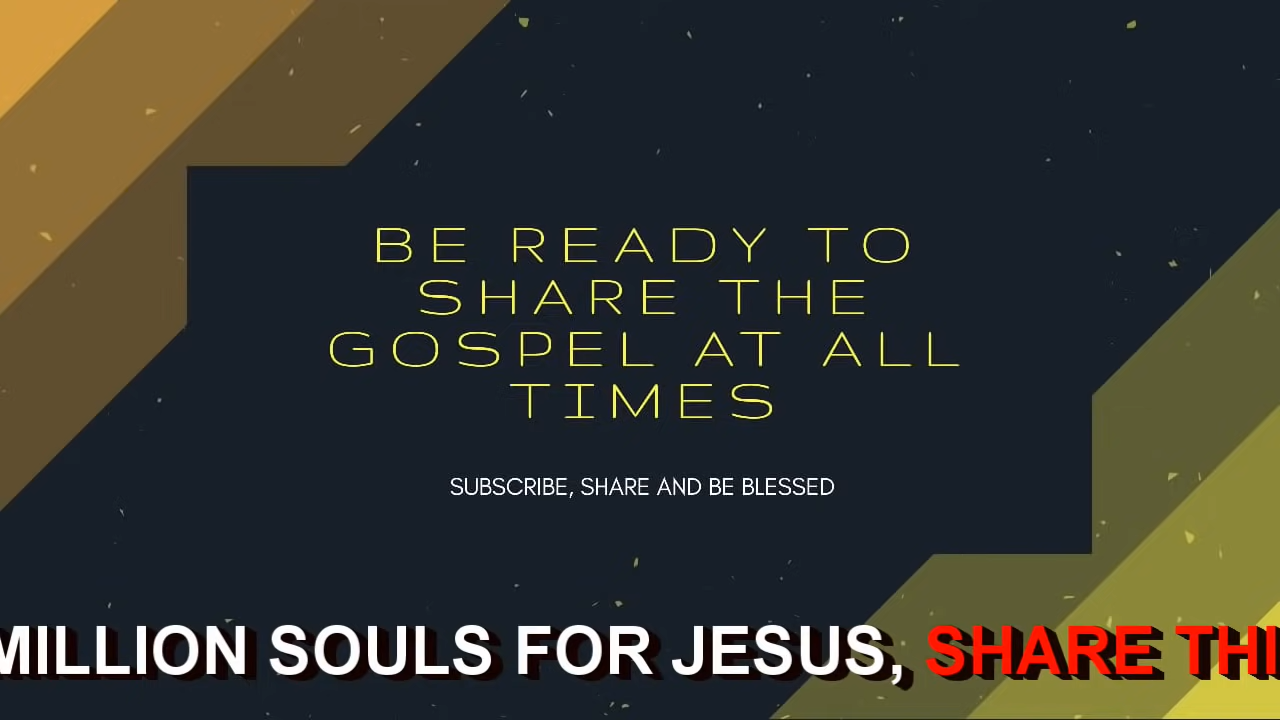 BE READY TO
SHARE THE
GOSPEL AT ALL
TIMES
SUBSCRIBE, SHARE AND BE BLESSED
MILLION SOULS FOR JESUS, SHARE